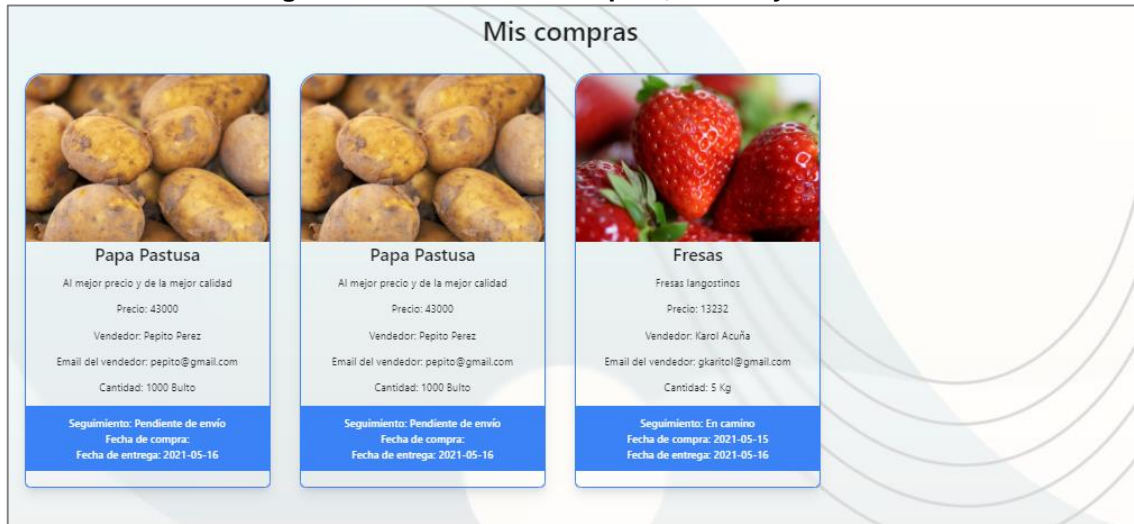 Mis compras
Papa Pastusa
Al mejor precio y de la mejor calidad
Precio: 43000
Vendedor: Pepito Perez
Email del vendedor: pepito@gmail.com
Cantidad: 1000 Bulto
Seguimiento: Pendiente de envío
Fecha de compra:
Fecha de entrega: 2021-05-16
Papa Pastusa
Al mejor precio y de la mejor calidad
Precio: 43000
Vendedor: Pepito Perez
Email del vendedor: pepito@gmail.com
Cantidad: 1000 Bulto
Seguimiento: Pendiente de envío
Fecha de compra:
Fecha de entrega: 2021-05-16
Fresas
Fresas langostinos
Precio: 13232
Vendedor: Karol Acuña
Email del vendedor: gkaritol@gmail.com
Cantidad: 5 Kg
Seguimiento: En camino
Fecha de compra: 2021-05-15
Fecha de entrega: 2021-05-16